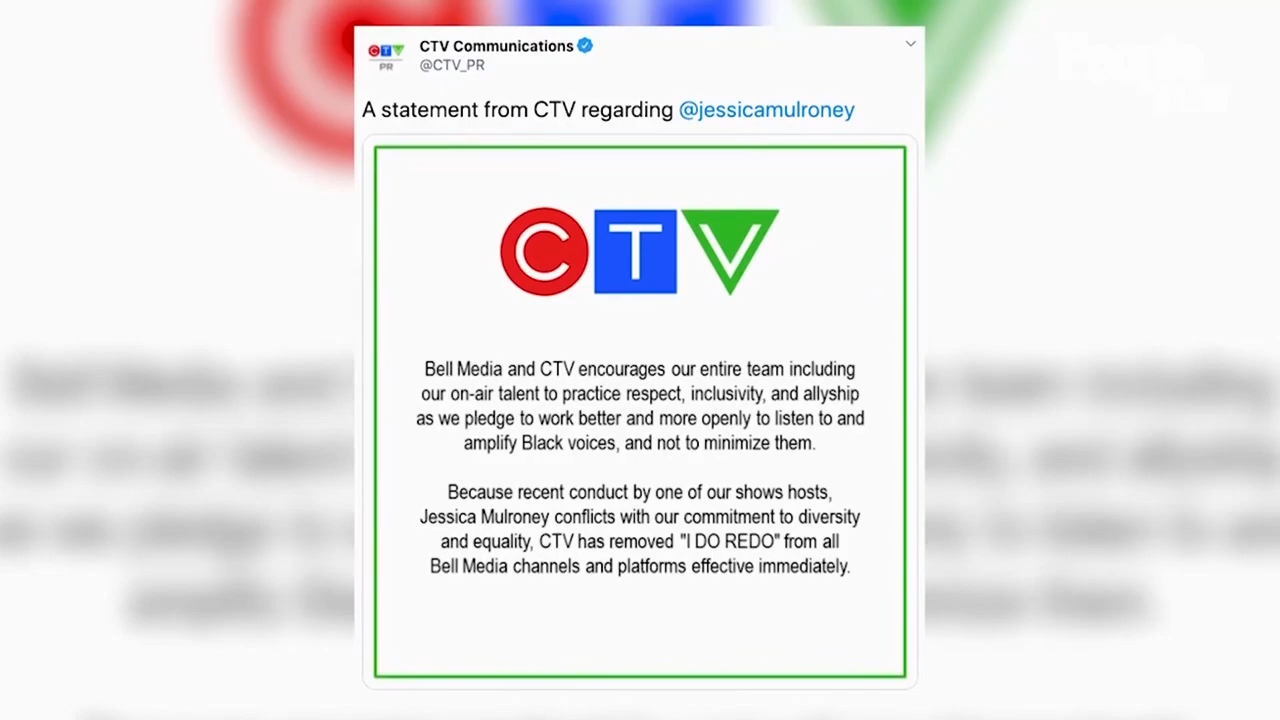 CTV Communications
CTV
PR
@CTV_PR
A statement from CTV regarding @jessicamulroney
CTV
Bell Media and CTV encourages our entire team including
our on-air talent to practice respect, inclusivity, and allyship
as we pledge to work better and more openly to listen to and
amplify Black voices, and not to minimize them.
Because recent conduct by one of our shows hosts,
Jessica Mulroney conflicts with our commitment to diversity
and equality, CTV has removed "I DO REDO" from all
Bell Media channels and platforms effective immediately.